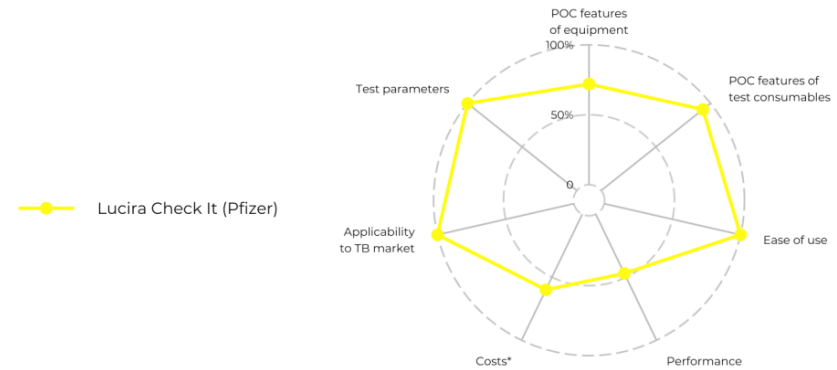 POC features
of equipment
100%
Test parameters
POC features of
test consumables
50%
0
Lucira Check It (Pfizer)
Applicability
to TB market
Ease of use
Costs*
Performance